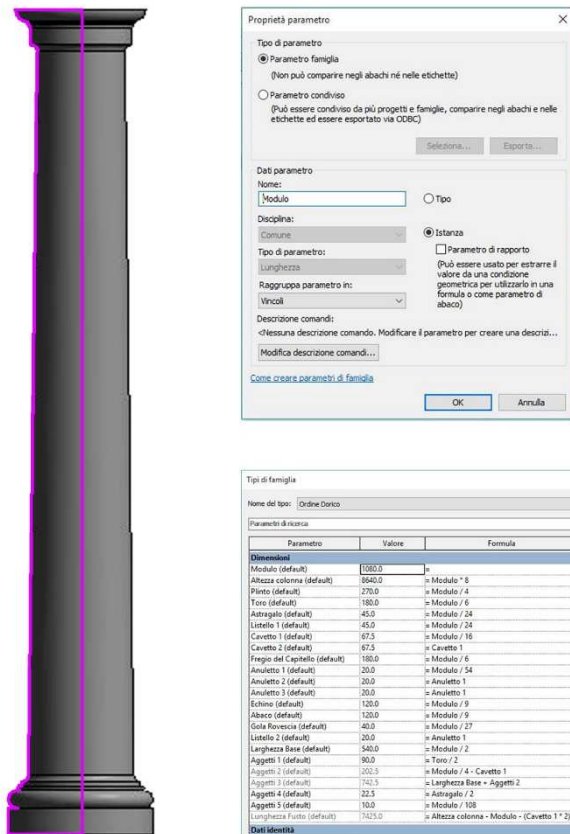 Proprietà parametro
Tipo di parametro
Parametro famiglia
(Non può comparire negli abachi né nelle etichette)
Parametro condiviso
(Può essere condiviso da più progetti e famiglie, comparire negli abachi e nelle
etichette ed essere esportato via ODBC)
Seleziona... Esporta...
Dati parametro
Nome:
Modulo
Tipo
Disciplina:
Comune
Istanza
Tipo di parametro:
Parametro di rapporto
Lunghezza
(Può essere usato per estrarre il
valore da una condizione
geometrica per utilizzarlo in una
formula o come parametro di
abaco)
Raggruppa parametro in:
Vincoli
Descrizione comandi:
<Nessuna descrizione comando. Modificare il parametro per creare una descrizi...
Modifica descrizione comandi...
Come creare parametri di famiglia
OK Annulla
Tipi di famiglia
Nome del tipo: Ordine Dorico
Parametri di ricerca
Parametro Valore Formula
Dimensioni
Modulo (default) 1080.0 =
Altezza colonna (default) 8640.0 = Modulo * 8
Plinto (default) 270.0 = Modulo / 4
Toro (default) 180.0 = Modulo / 6
Astragalo (default) 45.0 = Modulo / 24
Listello 1 (default) 45.0 = Modulo / 24
Cavetto 1 (default) 67.5 = Modulo / 16
Cavetto 2 (default) 67.5 = Cavetto 1
Fregio del Capitello (default) 180.0 = Modulo / 6
Anuletto 1 (default) 20.0 = Modulo / 54
Anuletto 2 (default) 20.0 = Anuletto 1
Anuletto 3 (default) 20.0 = Anuletto 1
Echino (default) 120.0 = Modulo / 9
Abaco (default) 120.0 = Modulo / 9
Gola Rovescia (default) 40.0 = Modulo / 27
Listello 2 (default) 20.0 = Anuletto 1
Larghezza Base (default) 540.0 = Modulo / 2
Aggetti 1 (default) 90.0 = Toro / 2
Aggetti 2 (default) 202.5 = Modulo / 4 - Cavetto 1
Aggetti 3 (default) 742.5 = Larghezza Base + Aggetti 2
Aggetti 4 (default) 22.5 = Astragalo / 2
Aggetti 5 (default) 10.0 = Modulo / 108
Lunghezza Fusto (default) 7425.0 = Altezza colonna - Modulo - (Cavetto 1 * 2)
Dati identità